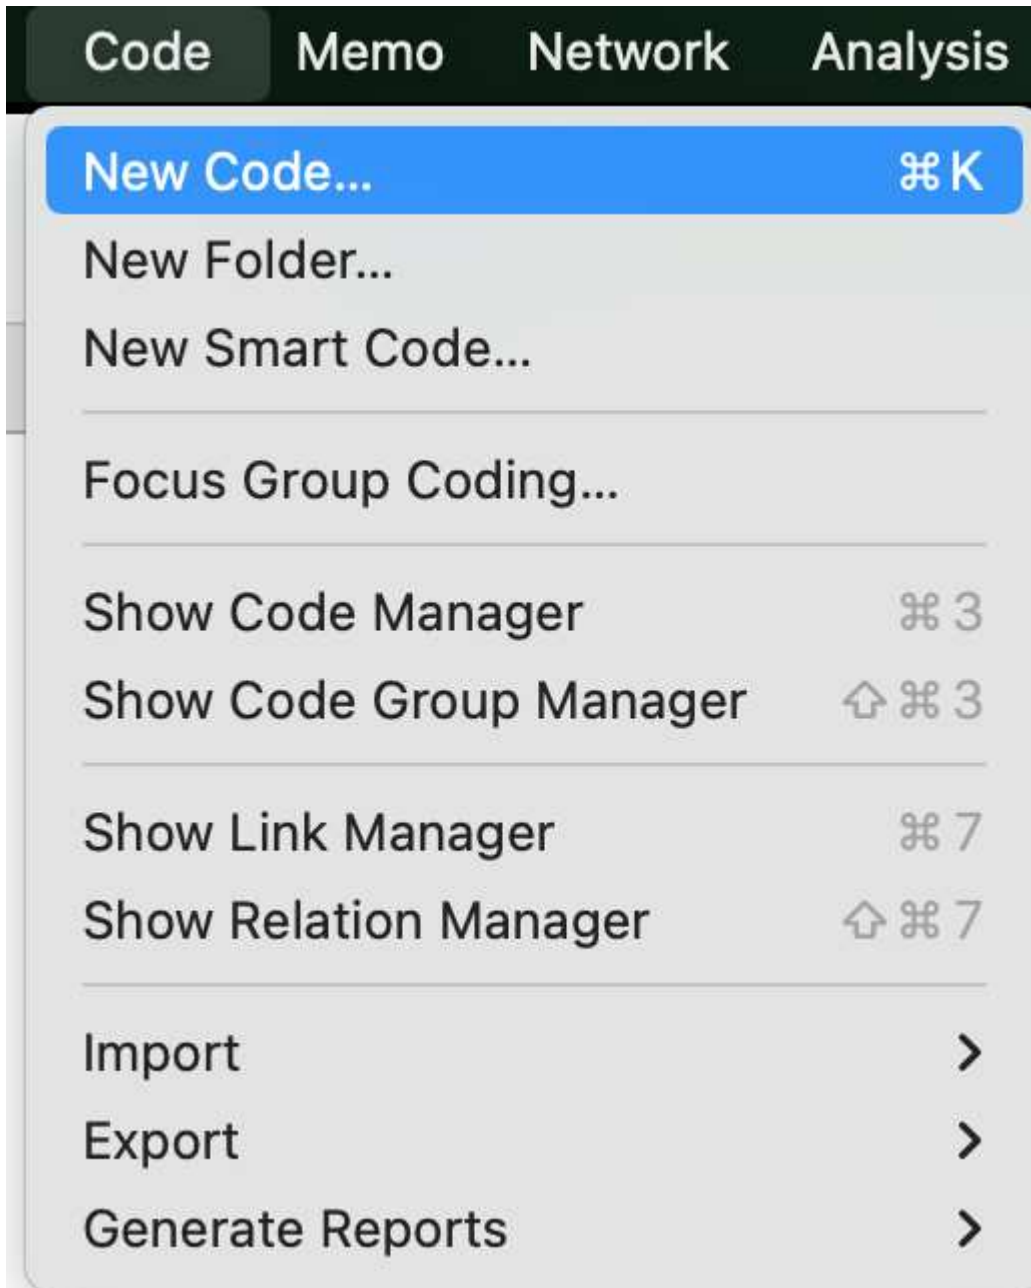 Code Memo Network Analysis
New Code... ⌘K
New Folder...
New Smart Code...
Focus Group Coding...
Show Code Manager ⌘3
Show Code Group Manager ⇧⌘3
Show Link Manager ⌘7
Show Relation Manager ⇧⌘7
Import
Export
Generate Reports